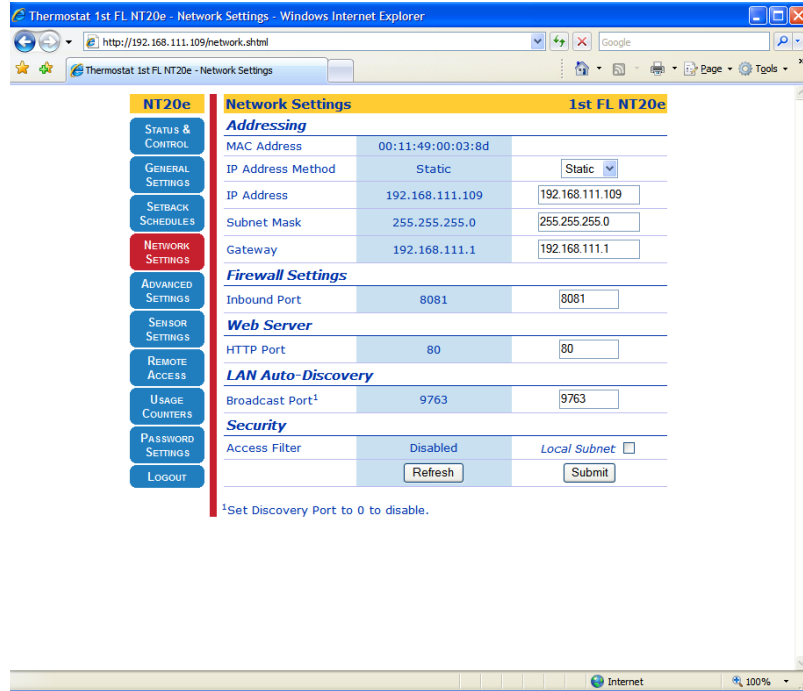 Thermostat 1st FL NT20e - Network Settings - Windows Internet Explorer
http://192.168.111.109/network.shtml
Google
Thermostat 1st FL NT20e - Network Settings
Page
Tools
NT20e
Network Settings 1st FL NT20e
STATUS &
CONTROL
GENERAL
SETTINGS
SETBACK
SCHEDULES
NETWORK
SETTINGS
ADVANCED
SETTINGS
SENSOR
SETTINGS
REMOTE
ACCESS
USAGE
COUNTERS
PASSWORD
SETTINGS
LOGOUT
Addressing
MAC Address 00:11:49:00:03:8d
IP Address Method Static Static
IP Address 192.168.111.109 192.168.111.109
Subnet Mask 255.255.255.0 255.255.255.0
Gateway 192.168.111.1 192.168.111.1
Firewall Settings
Inbound Port 8081 8081
Web Server
HTTP Port 80 80
LAN Auto-Discovery
Broadcast Port¹ 9763 9763
Security
Access Filter Disabled Local Subnet
Refresh Submit
¹Set Discovery Port to 0 to disable.
Internet 100%